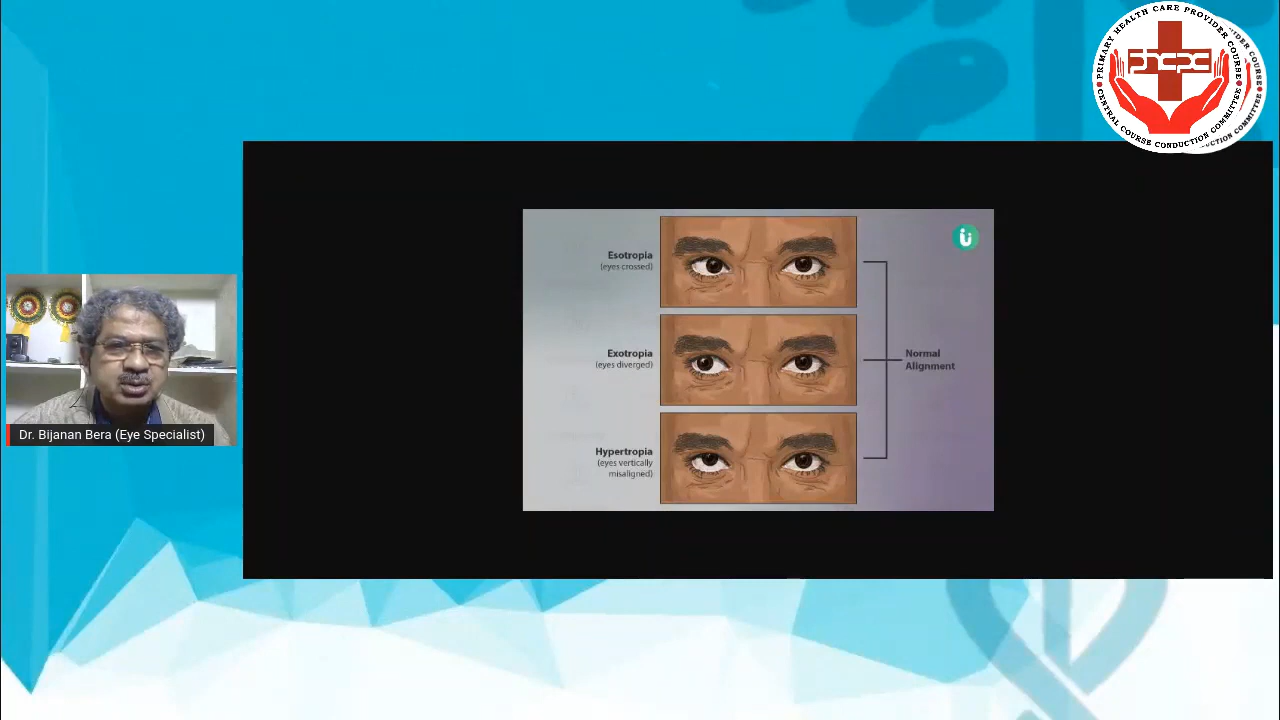 PRIMARY HEALTH CARE PROVIDER COURSE
CENTRAL COURSE CONDUCTION COMMITTEE
phcpc
Esotropia
(eyes crossed)
Exotropia
(eyes diverged)
Normal
Alignment
Hypertropia
(eyes vertically
misaligned)
Dr. Bijanan Bera (Eye Specialist)